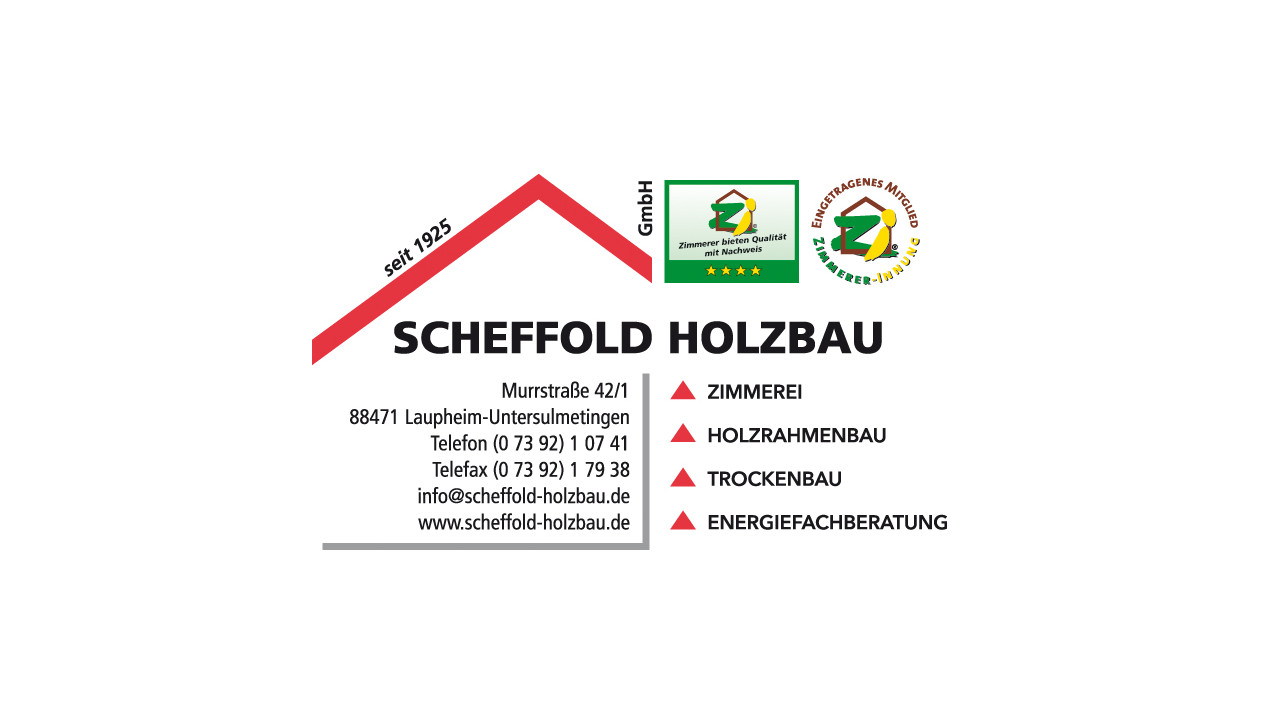 seit 1925
GmbH
Zimmerer bieten Qualität
mit Nachweis
EINGETRAGENES MITGLIED
ZIMMERER-INNUNG
®
SCHEFFOLD HOLZBAU
Murrstraße 42/1
88471 Laupheim-Untersulmetingen
Telefon (0 73 92) 1 07 41
Telefax (0 73 92) 1 79 38
info@scheffold-holzbau.de
www.scheffold-holzbau.de
ZIMMEREI
HOLZRAHMENBAU
TROCKENBAU
ENERGIEFACHBERATUNG